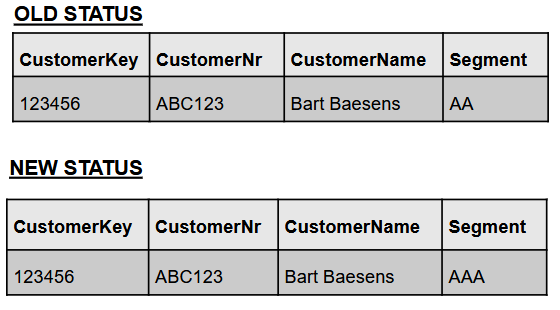 OLD STATUS
CustomerKey CustomerNr CustomerName Segment
123456 ABC123 Bart Baesens AA
NEW STATUS
CustomerKey CustomerNr CustomerName Segment
123456 ABC123 Bart Baesens AAA